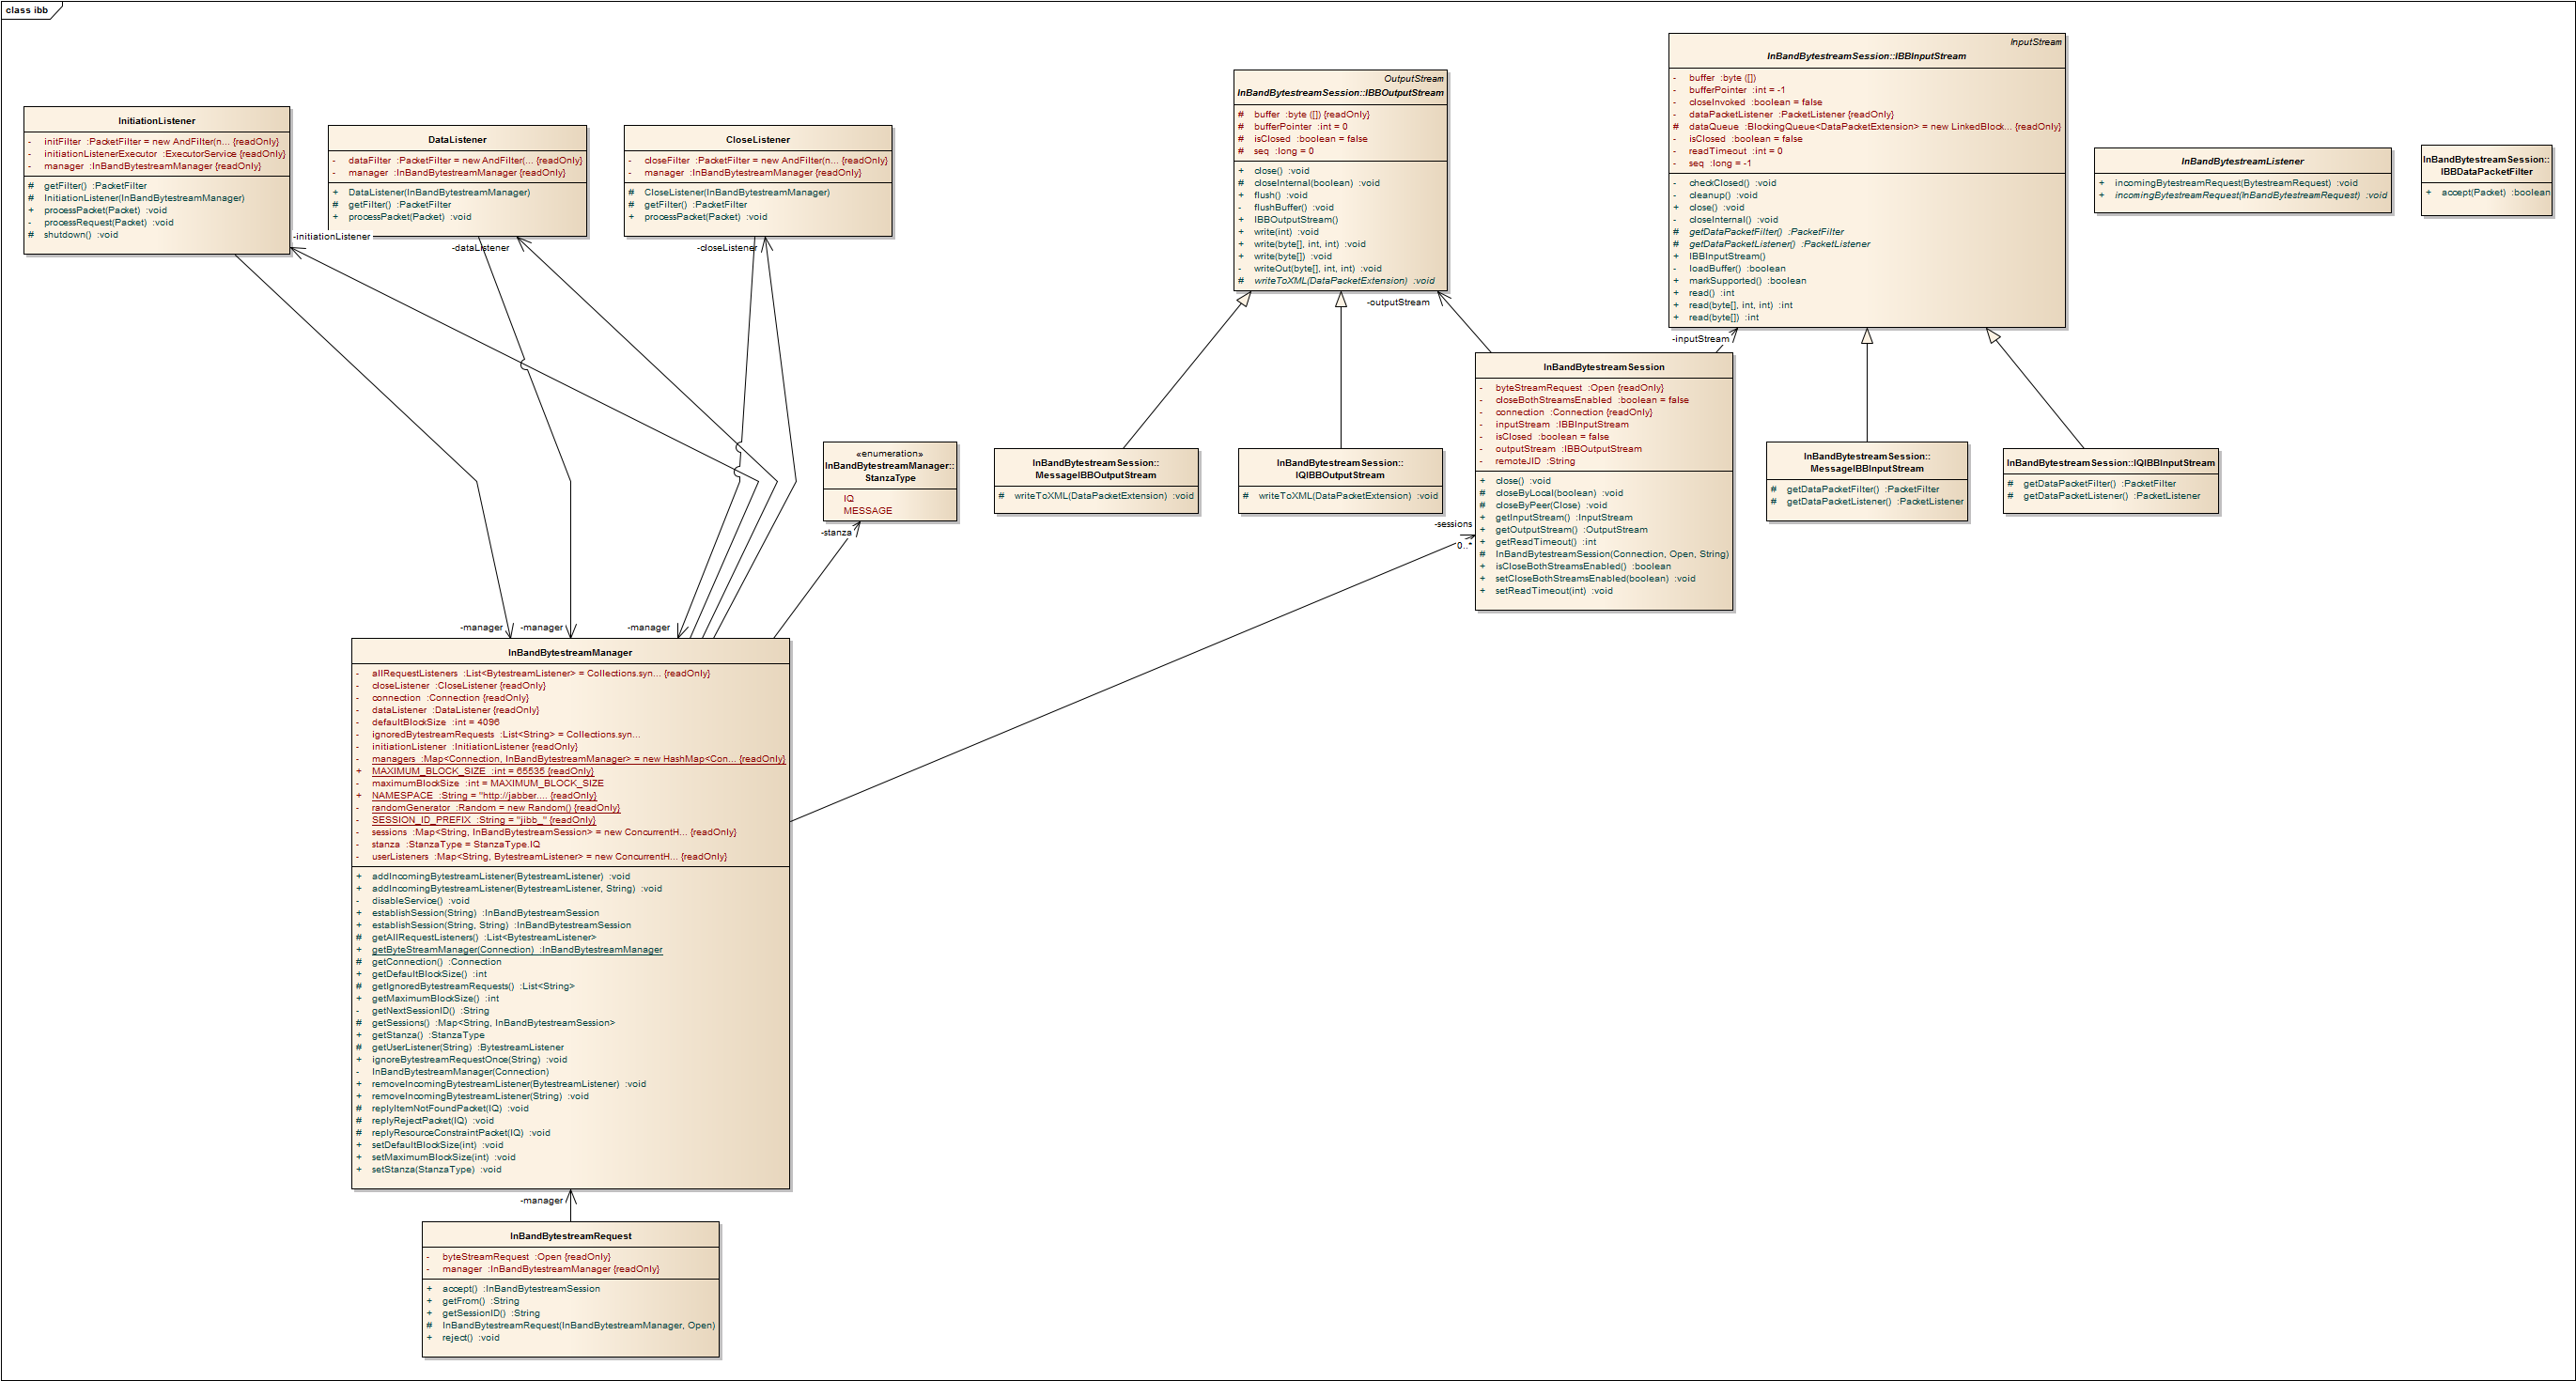 class ibb
InitiationListener
- initFilter :PacketFilter = new AndFilter(n... {readOnly}
- initiationListenerExecutor :ExecutorService {readOnly}
- manager :InBandBytestreamManager {readOnly}
# getFilter() :PacketFilter
# InitiationListener(InBandBytestreamManager)
+ processPacket(Packet) :void
- processRequest(Packet) :void
# shutdown() :void
-initiationListener
DataListener
- dataFilter :PacketFilter = new AndFilter(... {readOnly}
- manager :InBandBytestreamManager {readOnly}
+ DataListener(InBandBytestreamManager)
# getFilter() :PacketFilter
+ processPacket(Packet) :void
-dataListener
CloseListener
- closeFilter :PacketFilter = new AndFilter(n... {readOnly}
- manager :InBandBytestreamManager {readOnly}
# CloseListener(InBandBytestreamManager)
# getFilter() :PacketFilter
+ processPacket(Packet) :void
-closeListener
OutputStream
InBandBytestreamSession::IBBOutputStream
# buffer :byte ([]) {readOnly}
# bufferPointer :int = 0
# isClosed :boolean = false
# seq :long = 0
+ close() :void
# closeInternal(boolean) :void
+ flush() :void
- flushBuffer() :void
+ IBBOutputStream()
+ write(int) :void
+ write(byte[], int, int) :void
+ write(byte[]) :void
- writeOut(byte[], int, int) :void
# writeToXML(DataPacketExtension) :void
-outputStream
InputStream
InBandBytestreamSession::IBBInputStream
- buffer :byte ([])
- bufferPointer :int = -1
- closeInvoked :boolean = false
- dataPacketListener :PacketListener {readOnly}
# dataQueue :BlockingQueue<DataPacketExtension> = new LinkedBlock... {readOnly}
- isClosed :boolean = false
- readTimeout :int = 0
- seq :long = -1
- checkClosed() :void
- cleanup() :void
+ close() :void
- closeInternal() :void
# getDataPacketFilter() :PacketFilter
# getDataPacketListener() :PacketListener
+ IBBInputStream()
- loadBuffer() :boolean
+ markSupported() :boolean
+ read() :int
+ read(byte[], int, int) :int
+ read(byte[]) :int
-inputStream
InBandBytestreamListener
+ incomingBytestreamRequest(BytestreamRequest) :void
+ incomingBytestreamRequest(InBandBytestreamRequest) :void
InBandBytestreamSession::
IBBDataPacketFilter
+ accept(Packet) :boolean
InBandBytestreamSession
- byteStreamRequest :Open {readOnly}
- closeBothStreamsEnabled :boolean = false
- connection :Connection {readOnly}
- inputStream :IBBInputStream
- isClosed :boolean = false
- outputStream :IBBOutputStream
- remoteJID :String
+ close() :void
# closeByLocal(boolean) :void
# closeByPeer(Close) :void
+ getInputStream() :InputStream
+ getOutputStream() :OutputStream
+ getReadTimeout() :int
# InBandBytestreamSession(Connection, Open, String)
+ isCloseBothStreamsEnabled() :boolean
+ setCloseBothStreamsEnabled(boolean) :void
+ setReadTimeout(int) :void
-sessions
0..*
«enumeration»
InBandBytestreamManager::
StanzaType
IQ
MESSAGE
-stanza
InBandBytestreamSession::
MessageIBBOutputStream
# writeToXML(DataPacketExtension) :void
InBandBytestreamSession::
IQIBBOutputStream
# writeToXML(DataPacketExtension) :void
InBandBytestreamSession::
MessageIBBInputStream
# getDataPacketFilter() :PacketFilter
# getDataPacketListener() :PacketListener
InBandBytestreamSession::IQIBBInputStream
# getDataPacketFilter() :PacketFilter
# getDataPacketListener() :PacketListener
-manager
-manager
-manager
InBandBytestreamManager
- allRequestListeners :List<BytestreamListener> = Collections.syn... {readOnly}
- closeListener :CloseListener {readOnly}
- connection :Connection {readOnly}
- dataListener :DataListener {readOnly}
- defaultBlockSize :int = 4096
- ignoredBytestreamRequests :List<String> = Collections.syn...
- initiationListener :InitiationListener {readOnly}
- managers :Map<Connection, InBandBytestreamManager> = new HashMap<Con... {readOnly}
+ MAXIMUM_BLOCK_SIZE :int = 65535 {readOnly}
- maximumBlockSize :int = MAXIMUM_BLOCK_SIZE
+ NAMESPACE :String = "http://jabber.... {readOnly}
- randomGenerator :Random = new Random() {readOnly}
- SESSION_ID_PREFIX :String = "jibb_" {readOnly}
- sessions :Map<String, InBandBytestreamSession> = new ConcurrentH... {readOnly}
- stanza :StanzaType = StanzaType.IQ
- userListeners :Map<String, BytestreamListener> = new ConcurrentH... {readOnly}
+ addIncomingBytestreamListener(BytestreamListener) :void
+ addIncomingBytestreamListener(BytestreamListener, String) :void
- disableService() :void
+ establishSession(String) :InBandBytestreamSession
+ establishSession(String, String) :InBandBytestreamSession
# getAllRequestListeners() :List<BytestreamListener>
+ getByteStreamManager(Connection) :InBandBytestreamManager
# getConnection() :Connection
+ getDefaultBlockSize() :int
# getIgnoredBytestreamRequests() :List<String>
+ getMaximumBlockSize() :int
- getNextSessionID() :String
# getSessions() :Map<String, InBandBytestreamSession>
+ getStanza() :StanzaType
# getUserListener(String) :BytestreamListener
+ ignoreBytestreamRequestOnce(String) :void
- InBandBytestreamManager(Connection)
+ removeIncomingBytestreamListener(BytestreamListener) :void
+ removeIncomingBytestreamListener(String) :void
# replyItemNotFoundPacket(IQ) :void
# replyRejectPacket(IQ) :void
# replyResourceConstraintPacket(IQ) :void
+ setDefaultBlockSize(int) :void
+ setMaximumBlockSize(int) :void
+ setStanza(StanzaType) :void
-manager
InBandBytestreamRequest
- byteStreamRequest :Open {readOnly}
- manager :InBandBytestreamManager {readOnly}
+ accept() :InBandBytestreamSession
+ getFrom() :String
+ getSessionID() :String
# InBandBytestreamRequest(InBandBytestreamManager, Open)
+ reject() :void